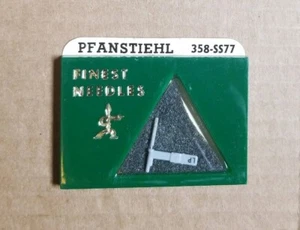 PFANSTIEHL 358-SS77
FINEST
NEEDLES
LP